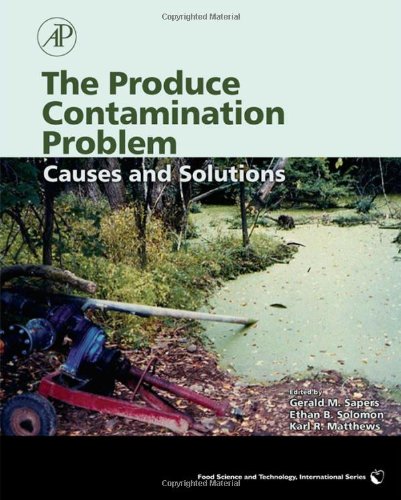 Copyrighted Material
AP
The Produce
Contamination
Problem
Causes and Solutions
Edited by
Gerald M. Sapers
Ethan B. Solomon
Karl R. Matthews
Food Science and Technology, International Series
Copyrighted Material